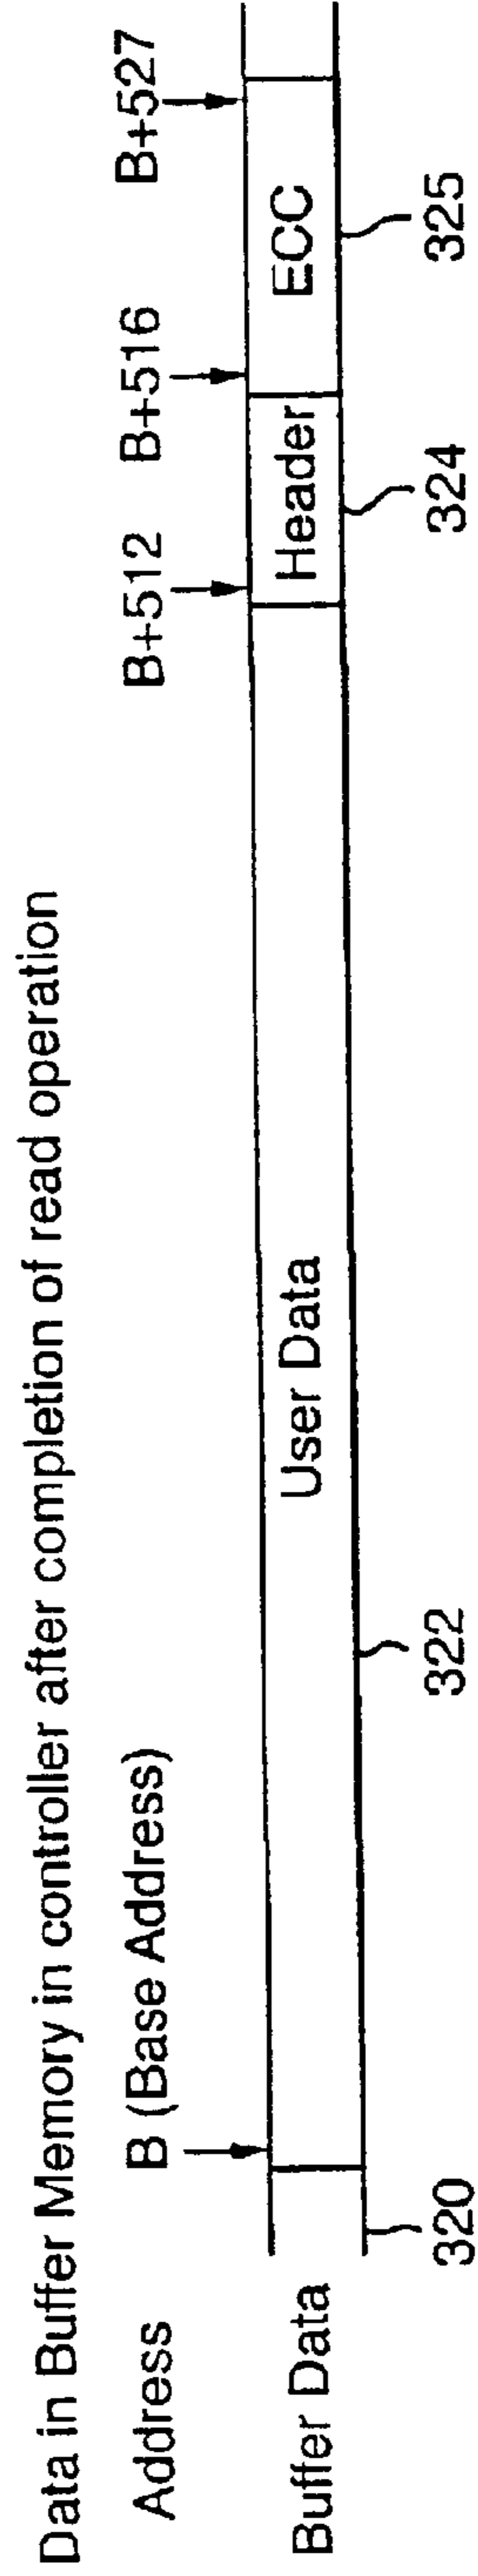 Data in Buffer Memory in controller after completion of read operation
Address B (Base Address) B+512 B+516 B+527
Buffer Data User Data Header ECC
320 322 324 325